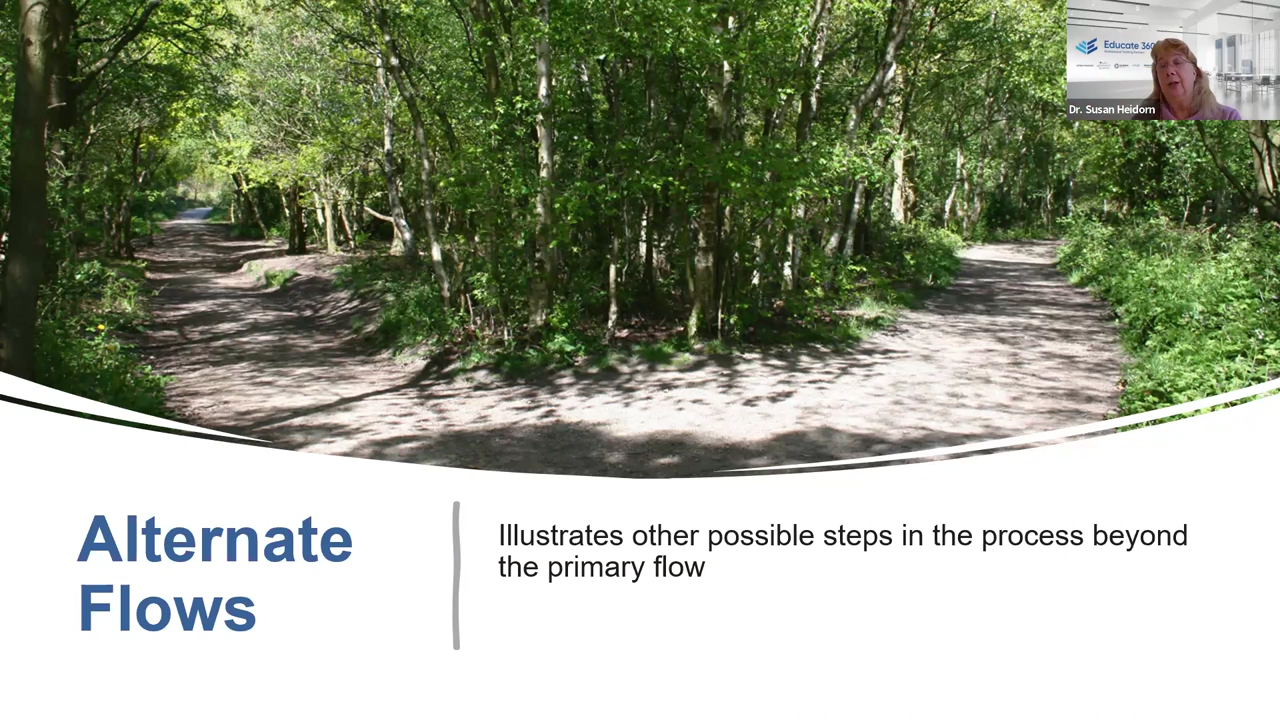 Educate 360
Dr. Susan Heidorn
Alternate
Flows
Illustrates other possible steps in the process beyond
the primary flow